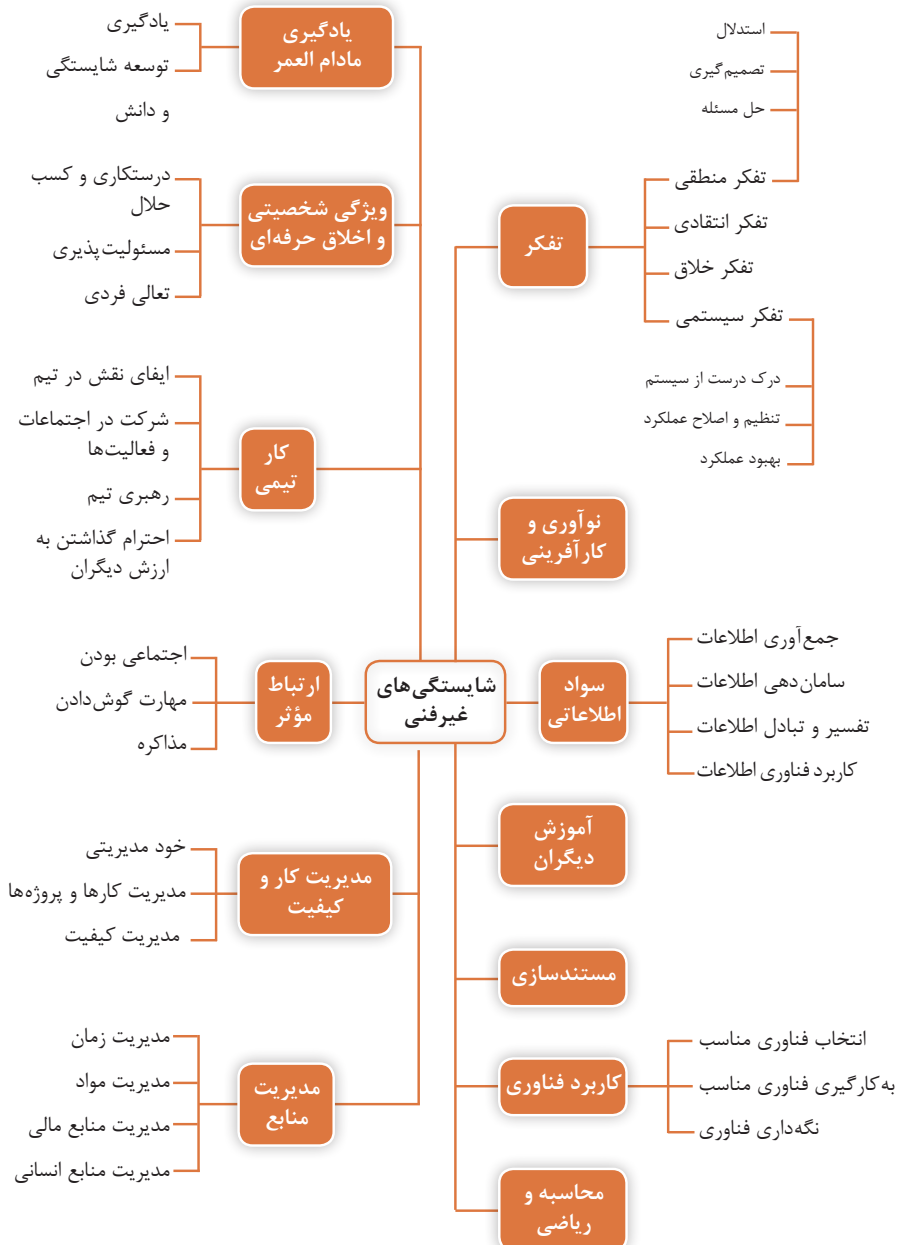 شایستگی‌های
غیرفنی
تفکر
تفکر منطقی
استدلال
تصمیم‌گیری
حل مسئله
تفکر انتقادی
تفکر خلاق
تفکر سیستمی
درک درست از سیستم
تنظیم و اصلاح عملکرد
بهبود عملکرد
نوآوری و
کارآفرینی
سواد
اطلاعاتی
جمع‌آوری اطلاعات
سامان‌دهی اطلاعات
تفسیر و تبادل اطلاعات
کاربرد فناوری اطلاعات
آموزش
دیگران
مستندسازی
کاربرد فناوری
انتخاب فناوری مناسب
به‌کارگیری فناوری مناسب
نگه‌داری فناوری
محاسبه و
ریاضی
یادگیری
مادام العمر
یادگیری
توسعه شایستگی
و دانش
ویژگی شخصیتی
و اخلاق حرفه‌ای
درستکاری و کسب
حلال
مسئولیت‌پذیری
تعالی فردی
کار
تیمی
ایفای نقش در تیم
شرکت در اجتماعات
و فعالیت‌ها
رهبری تیم
احترام گذاشتن به
ارزش دیگران
ارتباط
مؤثر
اجتماعی بودن
مهارت گوش‌دادن
مذاکره
مدیریت کار و
کیفیت
خود مدیریتی
مدیریت کارها و پروژه‌ها
مدیریت کیفیت
مدیریت
منابع
مدیریت زمان
مدیریت مواد
مدیریت منابع مالی
مدیریت منابع انسانی